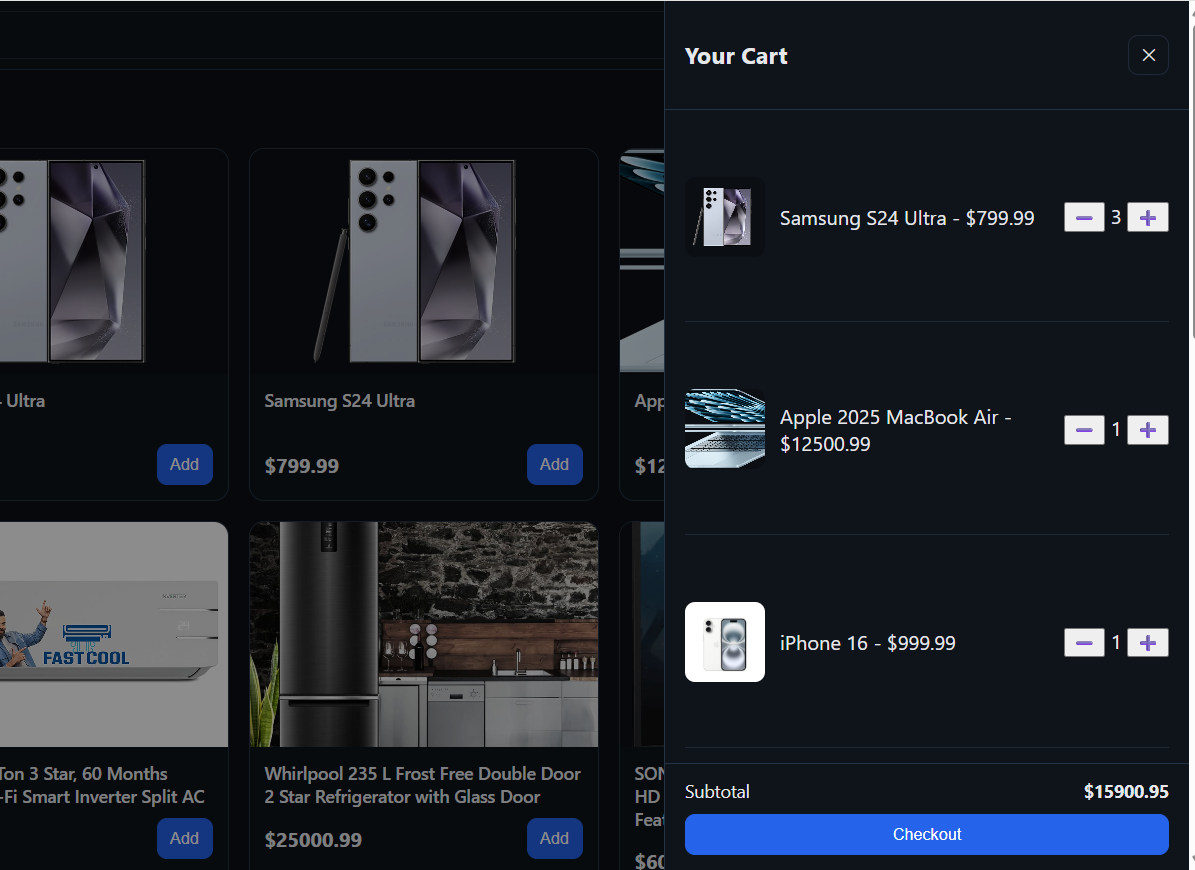 Your Cart
Samsung S24 Ultra - $799.99
3
Apple 2025 MacBook Air -
$12500.99
1
iPhone 16 - $999.99
1
Subtotal
$15900.95
Checkout
Ultra
Add
Samsung S24 Ultra
$799.99
Add
App
$12
FASTCOOL
24
Ton 3 Star, 60 Months
-Fi Smart Inverter Split AC
Add
Whirlpool 235 L Frost Free Double Door
2 Star Refrigerator with Glass Door
$25000.99
Add
SON
HD
Feat
$60